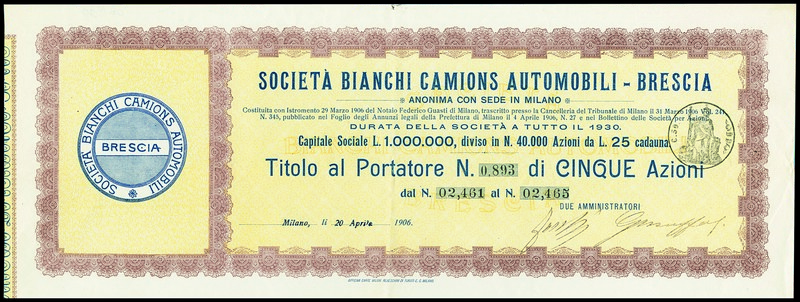 SOCIETÀ BIANCHI CAMIONS AUTOMOBILI
BRESCIA
SOCIETÀ BIANCHI CAMIONS AUTOMOBILI - BRESCIA
ANONIMA CON SEDE IN MILANO
Costituita con Istromento 29 Marzo 1906 del Notaio Federico Guasti di Milano, trascritto presso la Cancelleria del Tribunale di Milano il 31 Marzo 1906 Vol. 241,
N. 345, pubblicato nel Foglio degli Annunzi legali della Prefettura di Milano il 4 Aprile 1906, N. 27 e nel Bollettino delle Società per Azioni
DURATA DELLA SOCIETÀ A TUTTO IL 1930.
Capitale Sociale L. 1.000.000, diviso in N. 40.000 Azioni da L. 25 cadauna.
Titolo al Portatore N. 0.893 di CINQUE Azioni
dal N. 02,461 al N. 02,465
DUE AMMINISTRATORI
Milano, li 20 Aprile 1906.